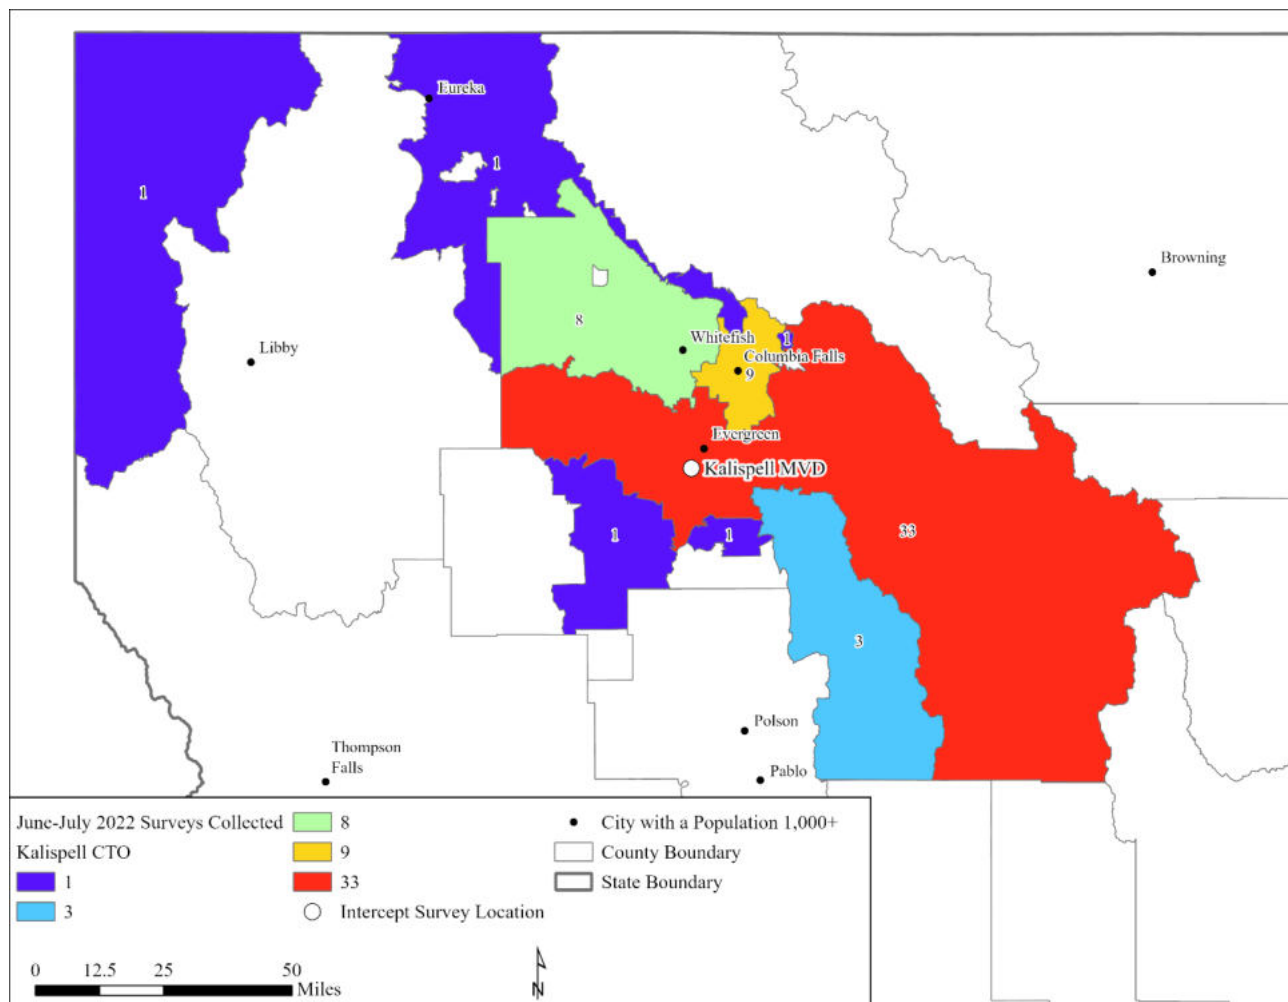 Eureka
1
1
Browning
8
Whitefish
1
Libby
Columbia Falls
9
Evergreen
Kalispell MVD
1
1
33
3
Polson
Thompson
Falls
Pablo
June-July 2022 Surveys Collected
Kalispell CTO
1
3
8
9
33
Intercept Survey Location
City with a Population 1,000+
County Boundary
State Boundary
0 12.5 25 50
Miles
N